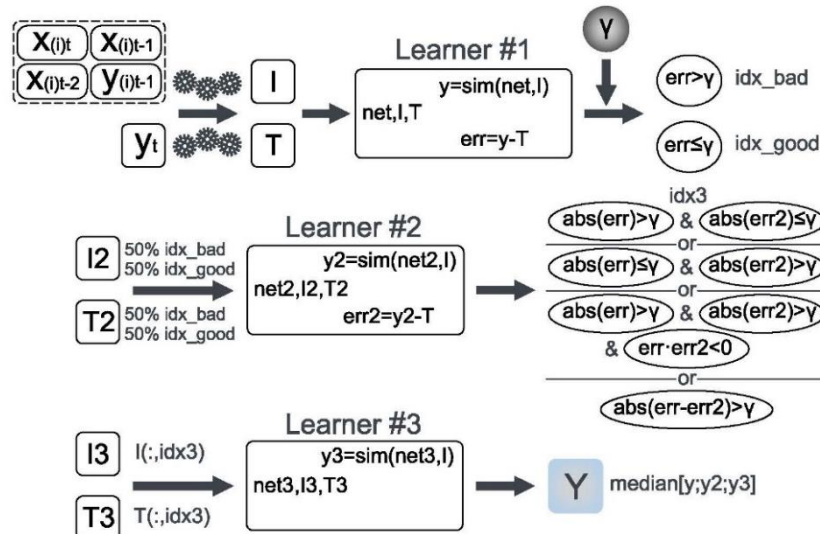 X(i)t X(i)t-1
X(i)t-2 y(i)t-1
yt
I
T
Learner #1
y=sim(net,I)
net,I,T
err=y-T
γ
err>γ idx_bad
err≤γ idx_good
I2 50% idx_bad
50% idx_good
T2 50% idx_bad
50% idx_good
Learner #2
y2=sim(net2,I)
net2,I2,T2
err2=y2-T
idx3
abs(err)>γ & abs(err2)≤γ
or
abs(err)≤γ & abs(err2)>γ
or
abs(err)>γ & abs(err2)>γ
& err·err2<0
or
abs(err-err2)>γ
I3 I(:,idx3)
T3 T(:,idx3)
Learner #3
y3=sim(net3,I)
net3,I3,T3
Y median[y;y2;y3]